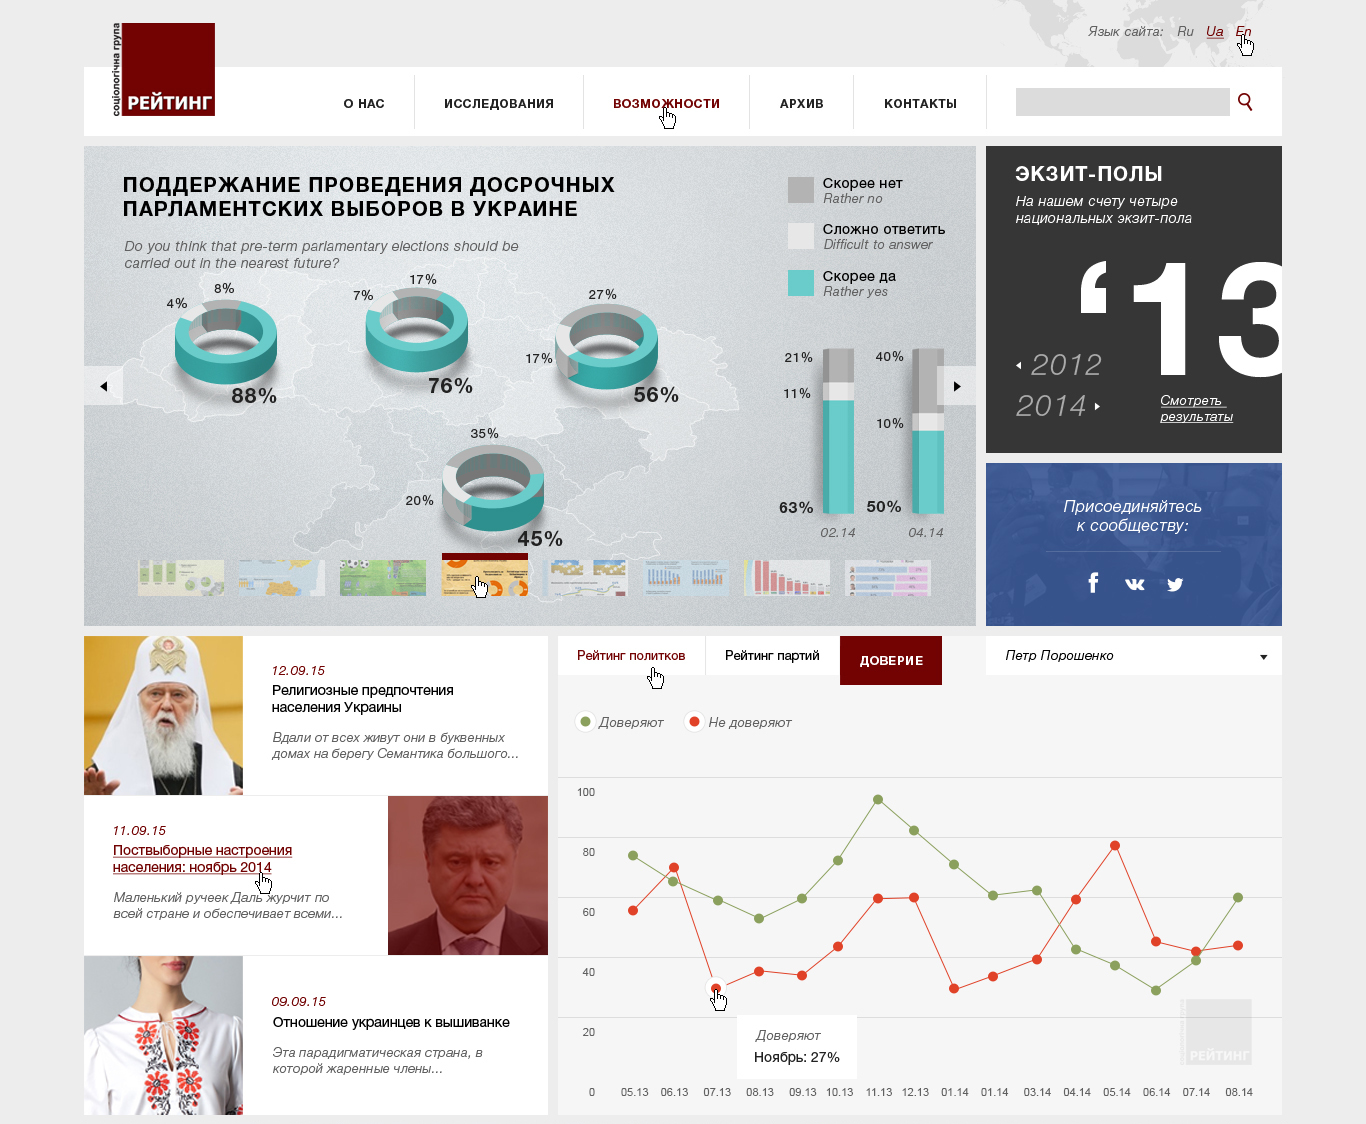 соціологічна група
РЕЙТИНГ
Язык сайта: Ru Ua En
О НАС
ИССЛЕДОВАНИЯ
ВОЗМОЖНОСТИ
АРХИВ
КОНТАКТЫ
ПОДДЕРЖАНИЕ ПРОВЕДЕНИЯ ДОСРОЧНЫХ
ПАРЛАМЕНТСКИХ ВЫБОРОВ В УКРАИНЕ
Do you think that pre-term parlamentary elections should be
carried out in the nearest future?
Скорее нет
Rather no
Сложно ответить
Difficult to answer
Скорее да
Rather yes
4%
8%
88%
7%
17%
76%
17%
27%
56%
20%
35%
45%
21%
11%
63%
02.14
40%
10%
50%
04.14
ЭКЗИТ-ПОЛЫ
На нашем счету четыре
национальных экзит-пола
‘13
2012
2014
Смотреть
результаты
Присоединяйтесь
к сообществу:
12.09.15
Религиозные предпочтения
населения Украины
Вдали от всех живут они в буквенных
домах на берегу Семантика большого...
11.09.15
Поствыборные настроения
населения: ноябрь 2014
Маленький ручеек Даль журчит по
всей стране и обеспечивает всеми...
09.09.15
Отношение украинцев к вышиванке
Эта парадигматическая страна, в
которой жаренные члены...
Рейтинг политков
Рейтинг партий
ДОВЕРИЕ
Петр Порошенко
Доверяют
Не доверяют
100
80
60
40
20
0
Доверяют
Ноябрь: 27%
РЕЙТИНГ
05.13 06.13 07.13 08.13 09.13 10.13 11.13 12.13 01.14 01.14 03.14 04.14 05.14 06.14 07.14 08.14